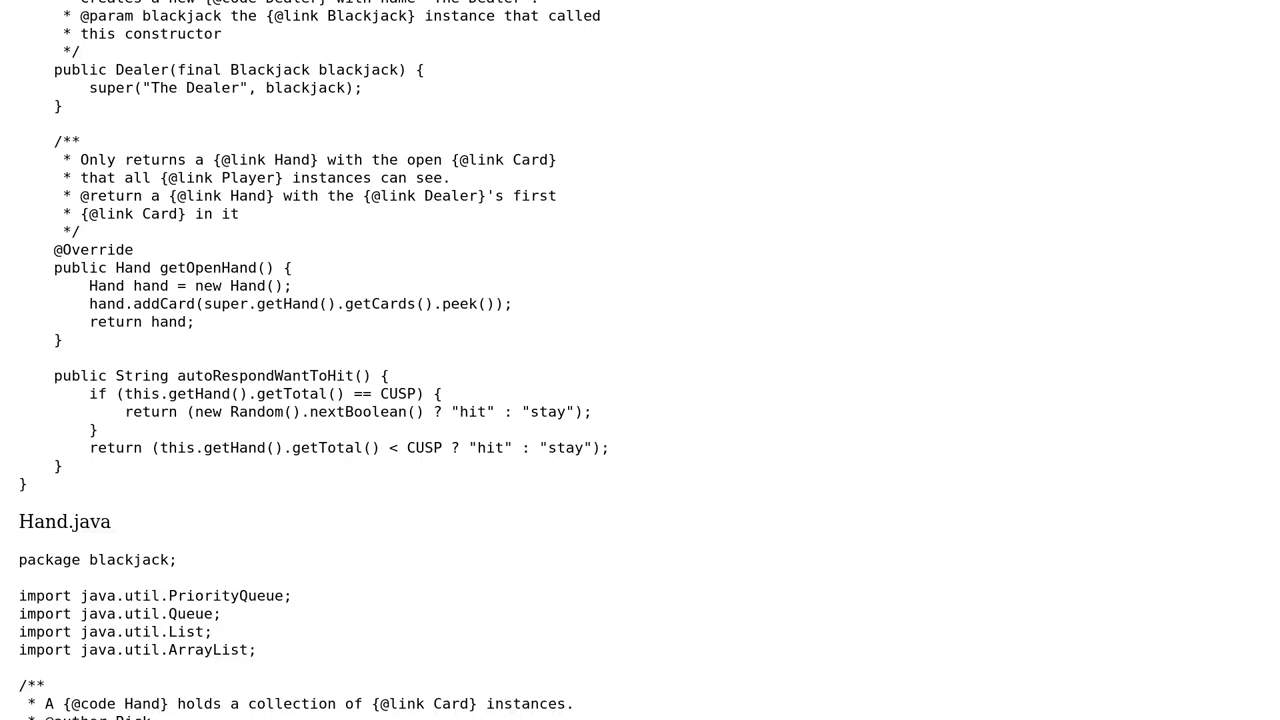 * @param blackjack the {@link Blackjack} instance that called
* this constructor
*/
public Dealer(final Blackjack blackjack) {
super("The Dealer", blackjack);
}
/**
* Only returns a {@link Hand} with the open {@link Card}
* that all {@link Player} instances can see.
* @return a {@link Hand} with the {@link Dealer}'s first
* {@link Card} in it
*/
@Override
public Hand getOpenHand() {
Hand hand = new Hand();
hand.addCard(super.getHand().getCards().peek());
return hand;
}
public String autoRespondWantToHit() {
if (this.getHand().getTotal() == CUSP) {
return (new Random().nextBoolean() ? "hit" : "stay");
}
return (this.getHand().getTotal() < CUSP ? "hit" : "stay");
}
}
Hand.java
package blackjack;
import java.util.PriorityQueue;
import java.util.Queue;
import java.util.List;
import java.util.ArrayList;
/**
* A {@code Hand} holds a collection of {@link Card} instances.